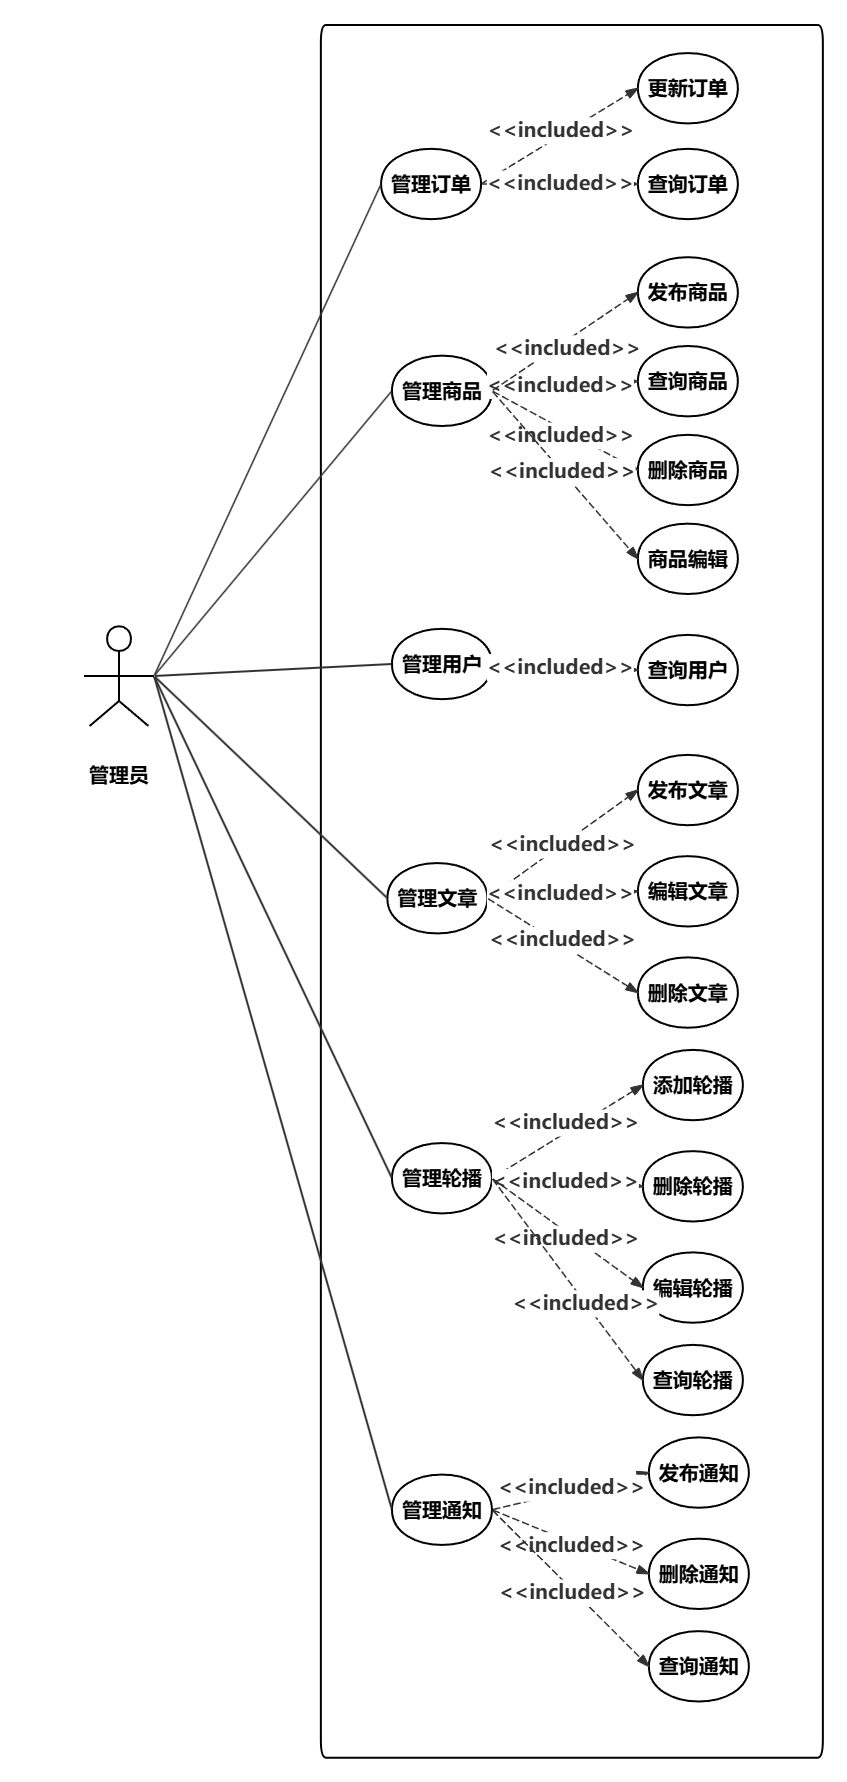 更新订单
<<included>>
管理订单
<<included>>
查询订单
发布商品
<<included>>
管理商品
<<included>>
查询商品
<<included>>
<<included>>
删除商品
商品编辑
管理用户
<<included>>
查询用户
管理员
发布文章
<<included>>
管理文章
<<included>>
编辑文章
<<included>>
删除文章
添加轮播
<<included>>
管理轮播
<<included>>
删除轮播
<<included>>
编辑轮播
<<included>>
查询轮播
发布通知
<<included>>
管理通知
<<included>>
删除通知
<<included>>
查询通知